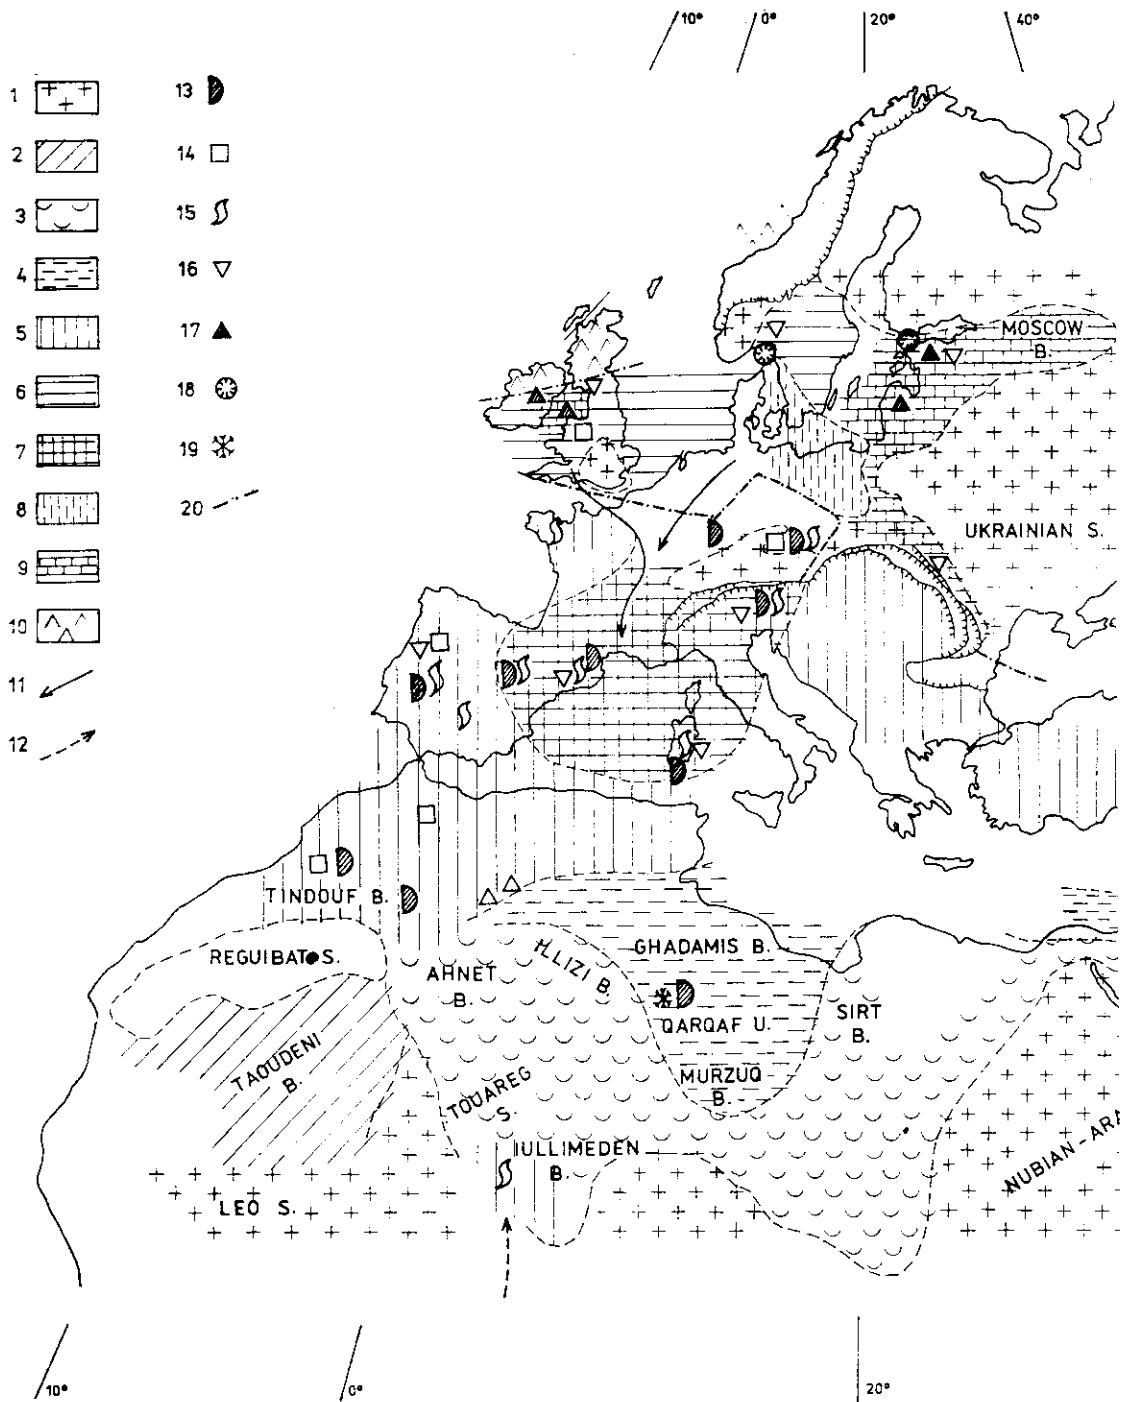 10° 0° 20° 40°
1 13
2 14
3 15
4 16
5 17
6 18
7 19
8 20
9
10
11
12
MOSCOW
B.
UKRAINIAN S.
TINDOUF B.
REGUIBAT S.
AHNET
B.
ILLIZI B.
GHADAMIS B.
QARQAF U.
MURZUQ
B.
SIRT
B.
TAOUDENI
B.
TOUAREG
S.
IULLIMEDEN
B.
LEO S.
NUBIAN-ARA
10° 0° 20°